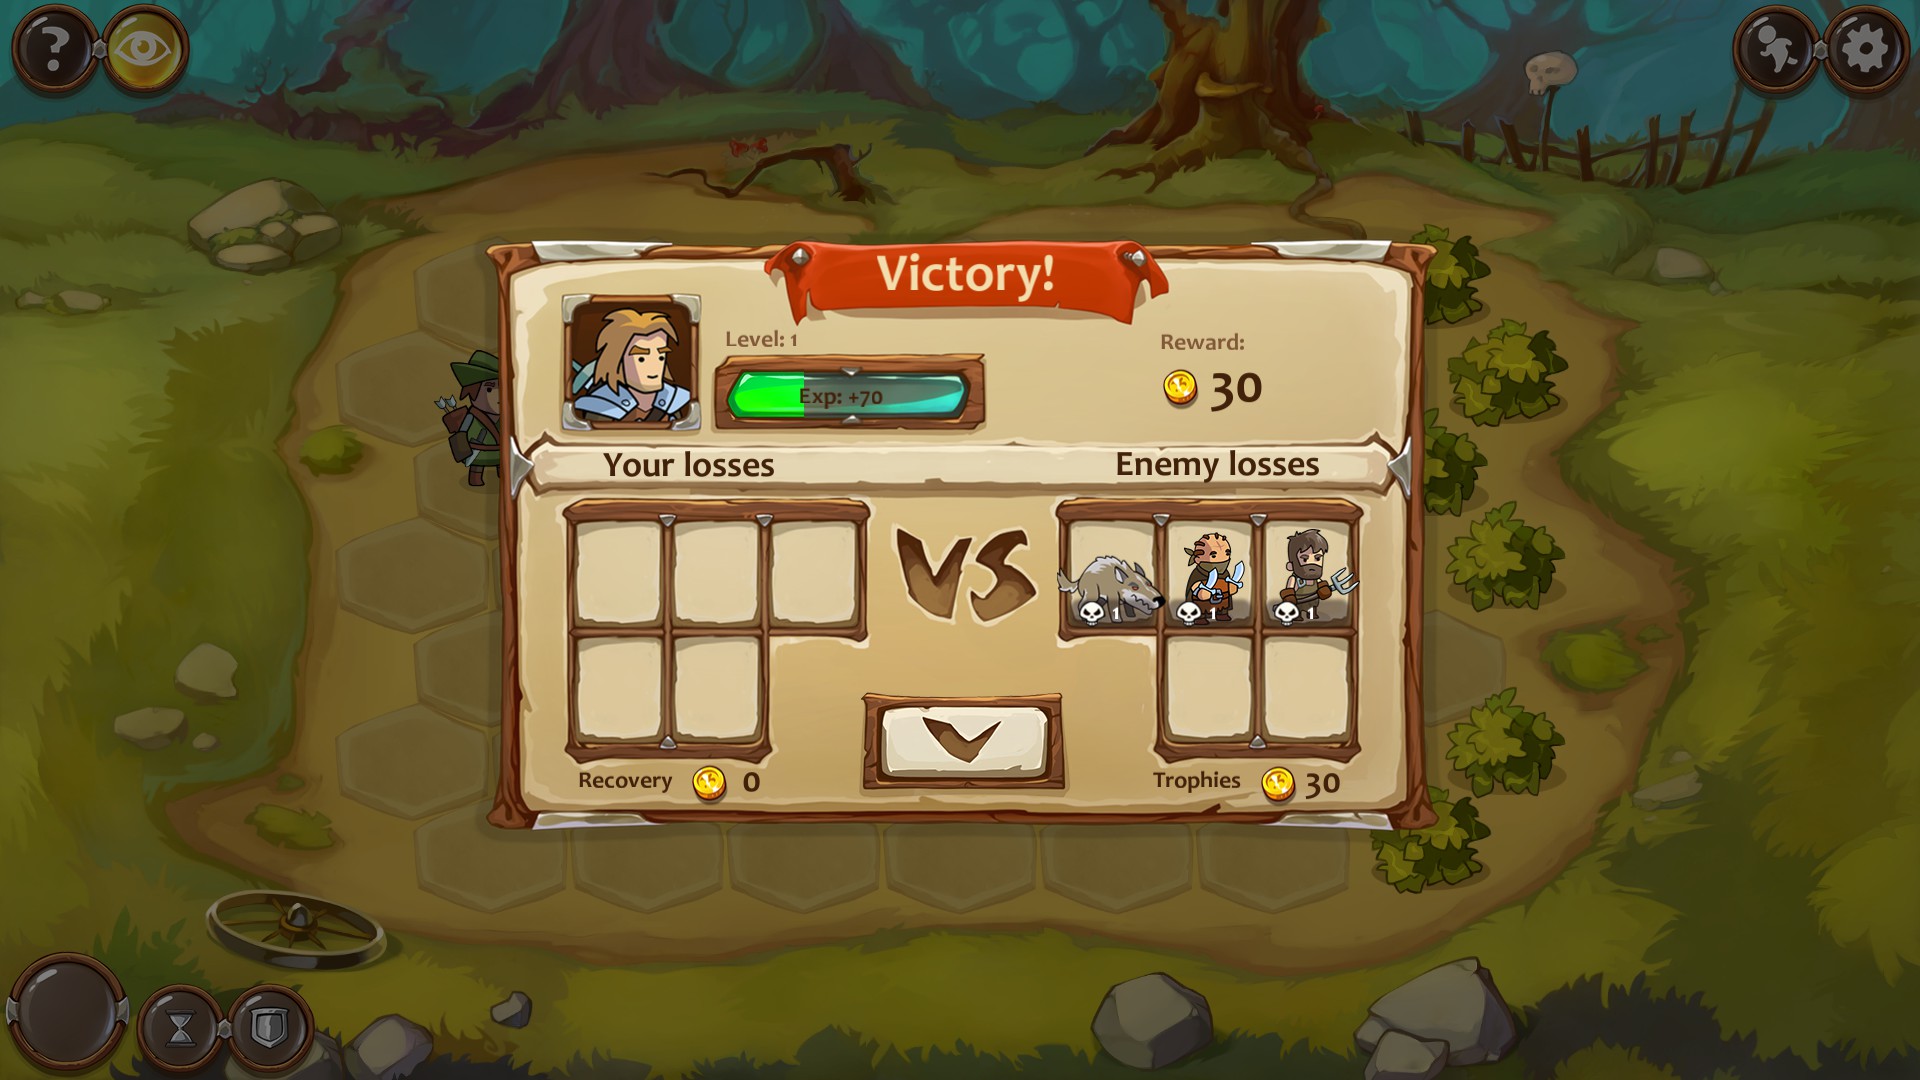 ?
Victory!
Level: 1
Reward:
Exp: +70
30
Your losses
Enemy losses
VS
1
1
1
Recovery 0
Trophies 30